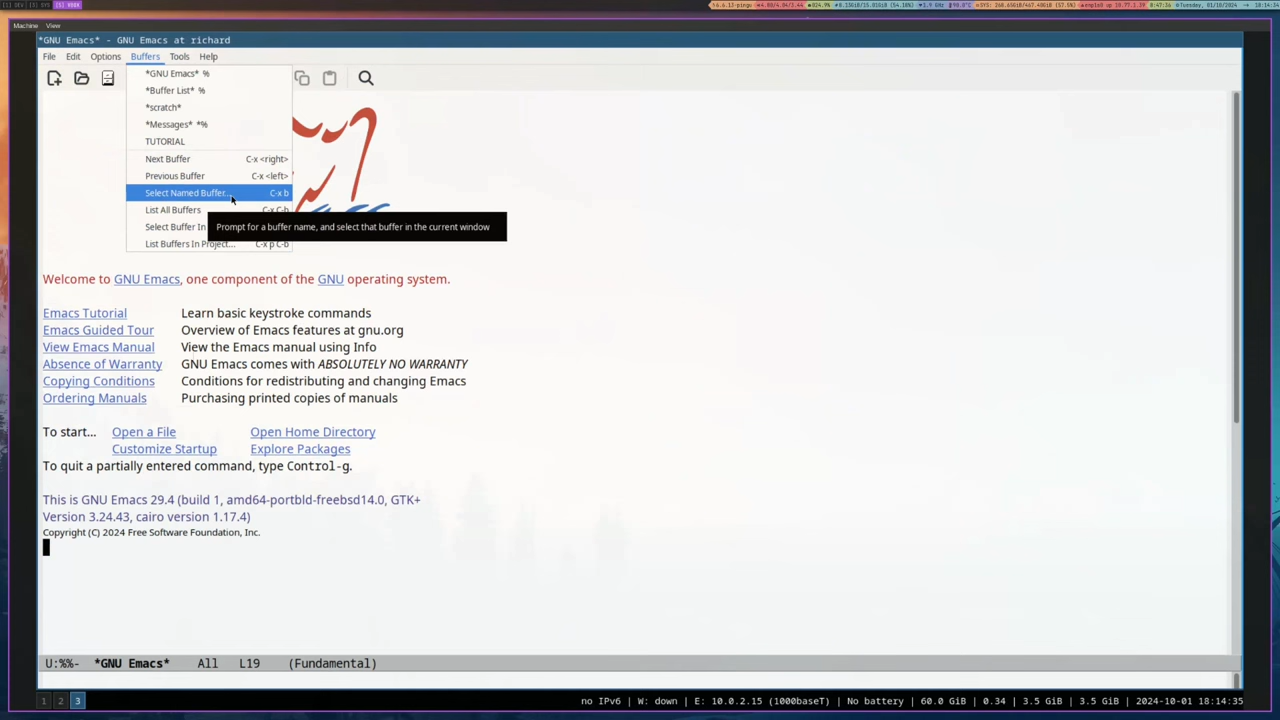 Machine View
*GNU Emacs* - GNU Emacs at richard
File Edit Options Buffers Tools Help
*GNU Emacs* %
*Buffer List* %
*scratch*
*Messages* *%
TUTORIAL
Next Buffer C-x <right>
Previous Buffer C-x <left>
Select Named Buffer... C-x b
List All Buffers C-x C-b
Select Buffer In
Prompt for a buffer name, and select that buffer in the current window
List Buffers In Project... C-x p C-b
Welcome to GNU Emacs, one component of the GNU operating system.
Emacs Tutorial Learn basic keystroke commands
Emacs Guided Tour Overview of Emacs features at gnu.org
View Emacs Manual View the Emacs manual using Info
Absence of Warranty GNU Emacs comes with ABSOLUTELY NO WARRANTY
Copying Conditions Conditions for redistributing and changing Emacs
Ordering Manuals Purchasing printed copies of manuals
To start... Open a File Open Home Directory
Customize Startup Explore Packages
To quit a partially entered command, type Control-g.
This is GNU Emacs 29.4 (build 1, amd64-portbld-freebsd14.0, GTK+
Version 3.24.43, cairo version 1.17.4)
Copyright (C) 2024 Free Software Foundation, Inc.
U:%%- *GNU Emacs* All L19 (Fundamental)
1 2 3 no IPv6 | W: down | E: 10.0.2.15 (1000baseT) | No battery | 60.0 GiB | 0.34 | 3.5 GiB | 3.5 GiB | 2024-10-01 18:14:35